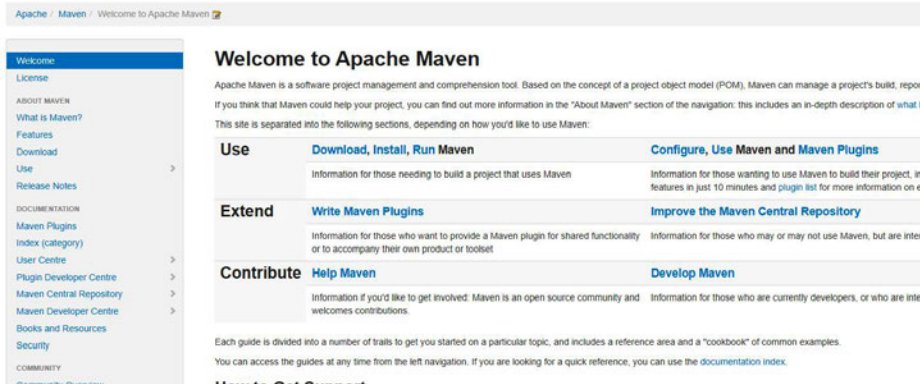 Apache / Maven / Welcome to Apache Maven
Welcome
License
ABOUT MAVEN
What is Maven?
Features
Download
Use
Release Notes
DOCUMENTATION
Maven Plugins
Index (category)
User Centre
Plugin Developer Centre
Maven Central Repository
Maven Developer Centre
Books and Resources
Security
COMMUNITY
Community Overview
Welcome to Apache Maven
Apache Maven is a software project management and comprehension tool. Based on the concept of a project object model (POM), Maven can manage a project's build, repor
If you think that Maven could help your project, you can find out more information in the "About Maven" section of the navigation: this includes an in-depth description of what
This site is separated into the following sections, depending on how you'd like to use Maven:
Use
Download, Install, Run Maven
Configure, Use Maven and Maven Plugins
Information for those needing to build a project that uses Maven
Information for those wanting to use Maven to build their project, in
features in just 10 minutes and plugin list for more information on e
Extend
Write Maven Plugins
Improve the Maven Central Repository
Information for those who want to provide a Maven plugin for shared functionality
or to accompany their own product or toolset
Information for those who may or may not use Maven, but are inter
Contribute
Help Maven
Develop Maven
Information if you'd like to get involved: Maven is an open source community and
welcomes contributions.
Information for those who are currently developers, or who are inte
Each guide is divided into a number of trails to get you started on a particular topic, and includes a reference area and a "cookbook" of common examples.
You can access the guides at any time from the left navigation. If you are looking for a quick reference, you can use the documentation index.
How to Get Support